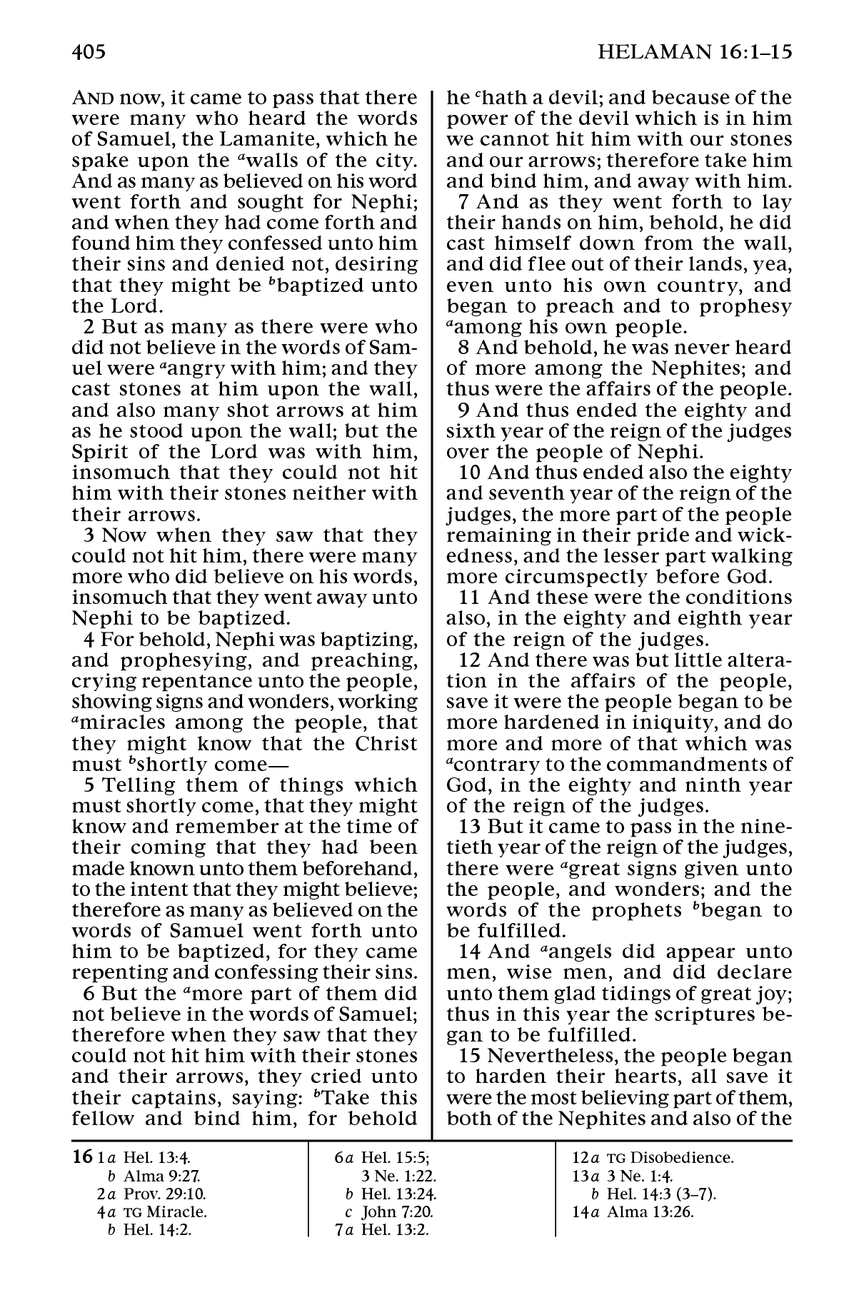 405
HELAMAN 16:1–15
AND now, it came to pass that there
were many who heard the words
of Samuel, the Lamanite, which he
spake upon the awalls of the city.
And as many as believed on his word
went forth and sought for Nephi;
and when they had come forth and
found him they confessed unto him
their sins and denied not, desiring
that they might be bbaptized unto
the Lord.
2 But as many as there were who
did not believe in the words of Sam-
uel were aangry with him; and they
cast stones at him upon the wall,
and also many shot arrows at him
as he stood upon the wall; but the
Spirit of the Lord was with him,
insomuch that they could not hit
him with their stones neither with
their arrows.
3 Now when they saw that they
could not hit him, there were many
more who did believe on his words,
insomuch that they went away unto
Nephi to be baptized.
4 For behold, Nephi was baptizing,
and prophesying, and preaching,
crying repentance unto the people,
showing signs and wonders, working
amiracles among the people, that
they might know that the Christ
must bshortly come—
5 Telling them of things which
must shortly come, that they might
know and remember at the time of
their coming that they had been
made known unto them beforehand,
to the intent that they might believe;
therefore as many as believed on the
words of Samuel went forth unto
him to be baptized, for they came
repenting and confessing their sins.
6 But the amore part of them did
not believe in the words of Samuel;
therefore when they saw that they
could not hit him with their stones
and their arrows, they cried unto
their captains, saying: bTake this
fellow and bind him, for behold
he chath a devil; and because of the
power of the devil which is in him
we cannot hit him with our stones
and our arrows; therefore take him
and bind him, and away with him.
7 And as they went forth to lay
their hands on him, behold, he did
cast himself down from the wall,
and did flee out of their lands, yea,
even unto his own country, and
began to preach and to prophesy
aamong his own people.
8 And behold, he was never heard
of more among the Nephites; and
thus were the affairs of the people.
9 And thus ended the eighty and
sixth year of the reign of the judges
over the people of Nephi.
10 And thus ended also the eighty
and seventh year of the reign of the
judges, the more part of the people
remaining in their pride and wick-
edness, and the lesser part walking
more circumspectly before God.
11 And these were the conditions
also, in the eighty and eighth year
of the reign of the judges.
12 And there was but little altera-
tion in the affairs of the people,
save it were the people began to be
more hardened in iniquity, and do
more and more of that which was
acontrary to the commandments of
God, in the eighty and ninth year
of the reign of the judges.
13 But it came to pass in the nine-
tieth year of the reign of the judges,
there were agreat signs given unto
the people, and wonders; and the
words of the prophets bbegan to
be fulfilled.
14 And aangels did appear unto
men, wise men, and did declare
unto them glad tidings of great joy;
thus in this year the scriptures be-
gan to be fulfilled.
15 Nevertheless, the people began
to harden their hearts, all save it
were the most believing part of them,
both of the Nephites and also of the
16 1a Hel. 13:4.
b Alma 9:27.
2a Prov. 29:10.
4a TG Miracle.
b Hel. 14:2.
6a Hel. 15:5;
3 Ne. 1:22.
b Hel. 13:24.
c John 7:20.
7a Hel. 13:2.
12a TG Disobedience.
13a 3 Ne. 1:4.
b Hel. 14:3 (3–7).
14a Alma 13:26.